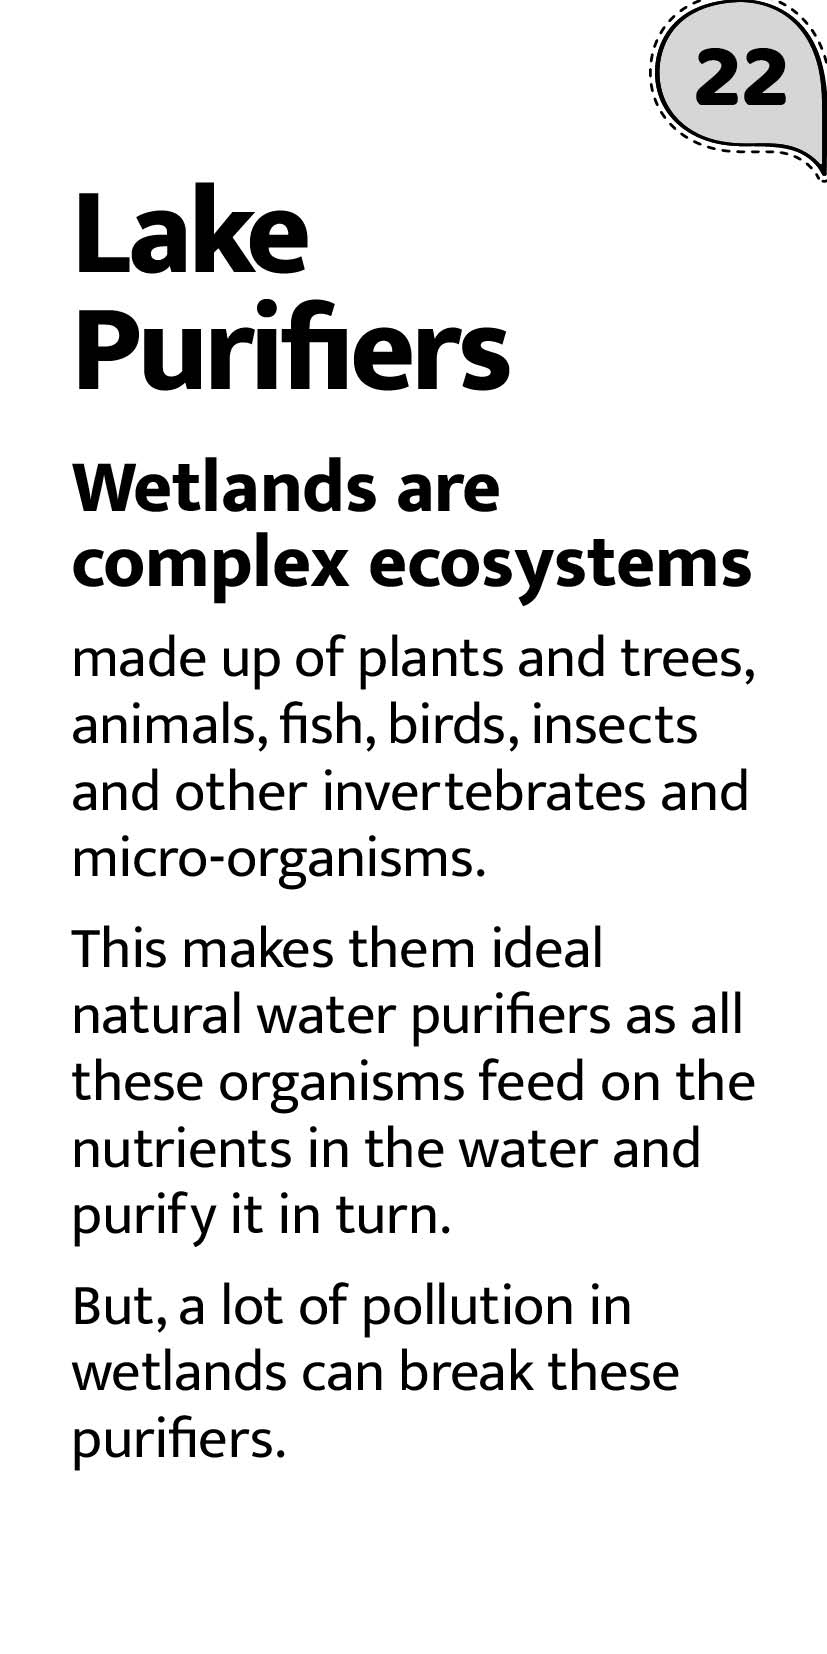 22
Lake
Purifiers
Wetlands are
complex ecosystems
made up of plants and trees,
animals, fish, birds, insects
and other invertebrates and
micro-organisms.
This makes them ideal
natural water purifiers as all
these organisms feed on the
nutrients in the water and
purify it in turn.
But, a lot of pollution in
wetlands can break these
purifiers.